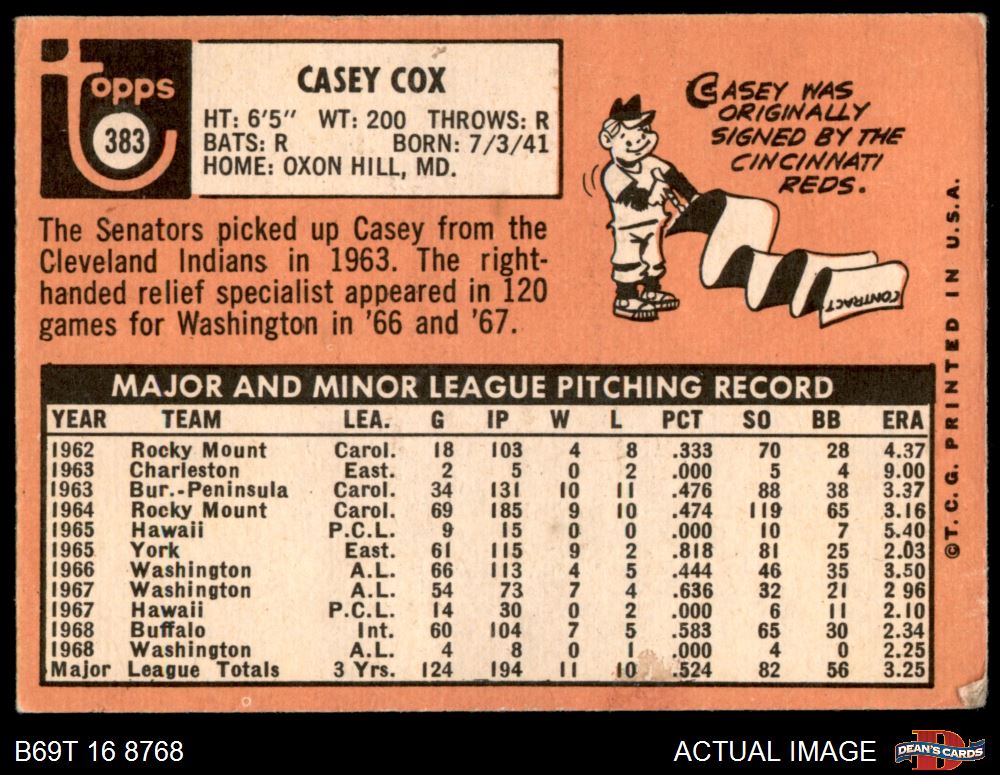 Topps
383
CASEY COX
HT: 6'5" WT: 200 THROWS: R
BATS: R BORN: 7/3/41
HOME: OXON HILL, MD.
The Senators picked up Casey from the
Cleveland Indians in 1963. The right-
handed relief specialist appeared in 120
games for Washington in '66 and '67.
CASEY WAS
ORIGINALLY
SIGNED BY THE
CINCINNATI
REDS.
CONTRACT
MAJOR AND MINOR LEAGUE PITCHING RECORD
YEAR TEAM LEA. G IP W L PCT SO BB ERA
1962 Rocky Mount Carol. 18 103 4 8 .333 70 28 4.37
1963 Charleston East. 2 5 0 2 .000 5 4 9.00
1963 Bur.-Peninsula Carol. 34 131 10 11 .476 88 38 3.37
1964 Rocky Mount Carol. 69 185 9 10 .474 119 65 3.16
1965 Hawaii P.C.L. 9 15 0 0 .000 10 7 5.40
1965 York East. 61 115 9 2 .818 81 25 2.03
1966 Washington A.L. 66 113 4 5 .444 46 35 3.50
1967 Washington A.L. 54 73 7 4 .636 32 21 2 96
1967 Hawaii P.C.L. 14 30 0 2 .000 6 11 2.10
1968 Buffalo Int. 60 104 7 5 .583 65 30 2.34
1968 Washington A.L. 4 8 0 1 .000 4 0 2.25
Major League Totals 3 Yrs. 124 194 11 10 .524 82 56 3.25
©T.C.G. PRINTED IN U.S.A.
B69T 16 8768
ACTUAL IMAGE
D
DEAN'S CARDS